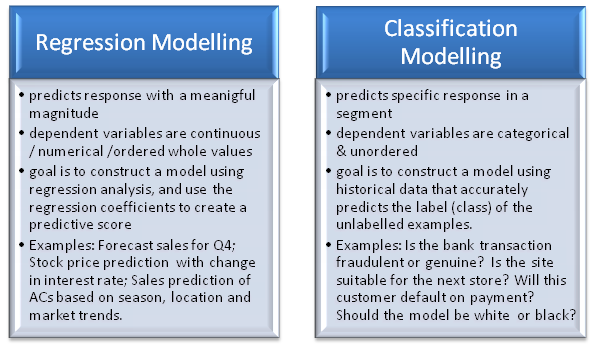 Regression Modelling
• predicts response with a meanigful
magnitude
• dependent variables are continuous
/ numerical /ordered whole values
• goal is to construct a model using
regression analysis, and use the
regression coefficients to create a
predictive score
• Examples: Forecast sales for Q4;
Stock price prediction with change
in interest rate; Sales prediction of
ACs based on season, location and
market trends.
Classification
Modelling
• predicts specific response in a
segment
• dependent variables are categorical
& unordered
• goal is to construct a model using
historical data that accurately
predicts the label (class) of the
unlabelled examples.
• Examples: Is the bank transaction
fraudulent or genuine? Is the site
suitable for the next store? Will this
customer default on payment?
Should the model be white or black?